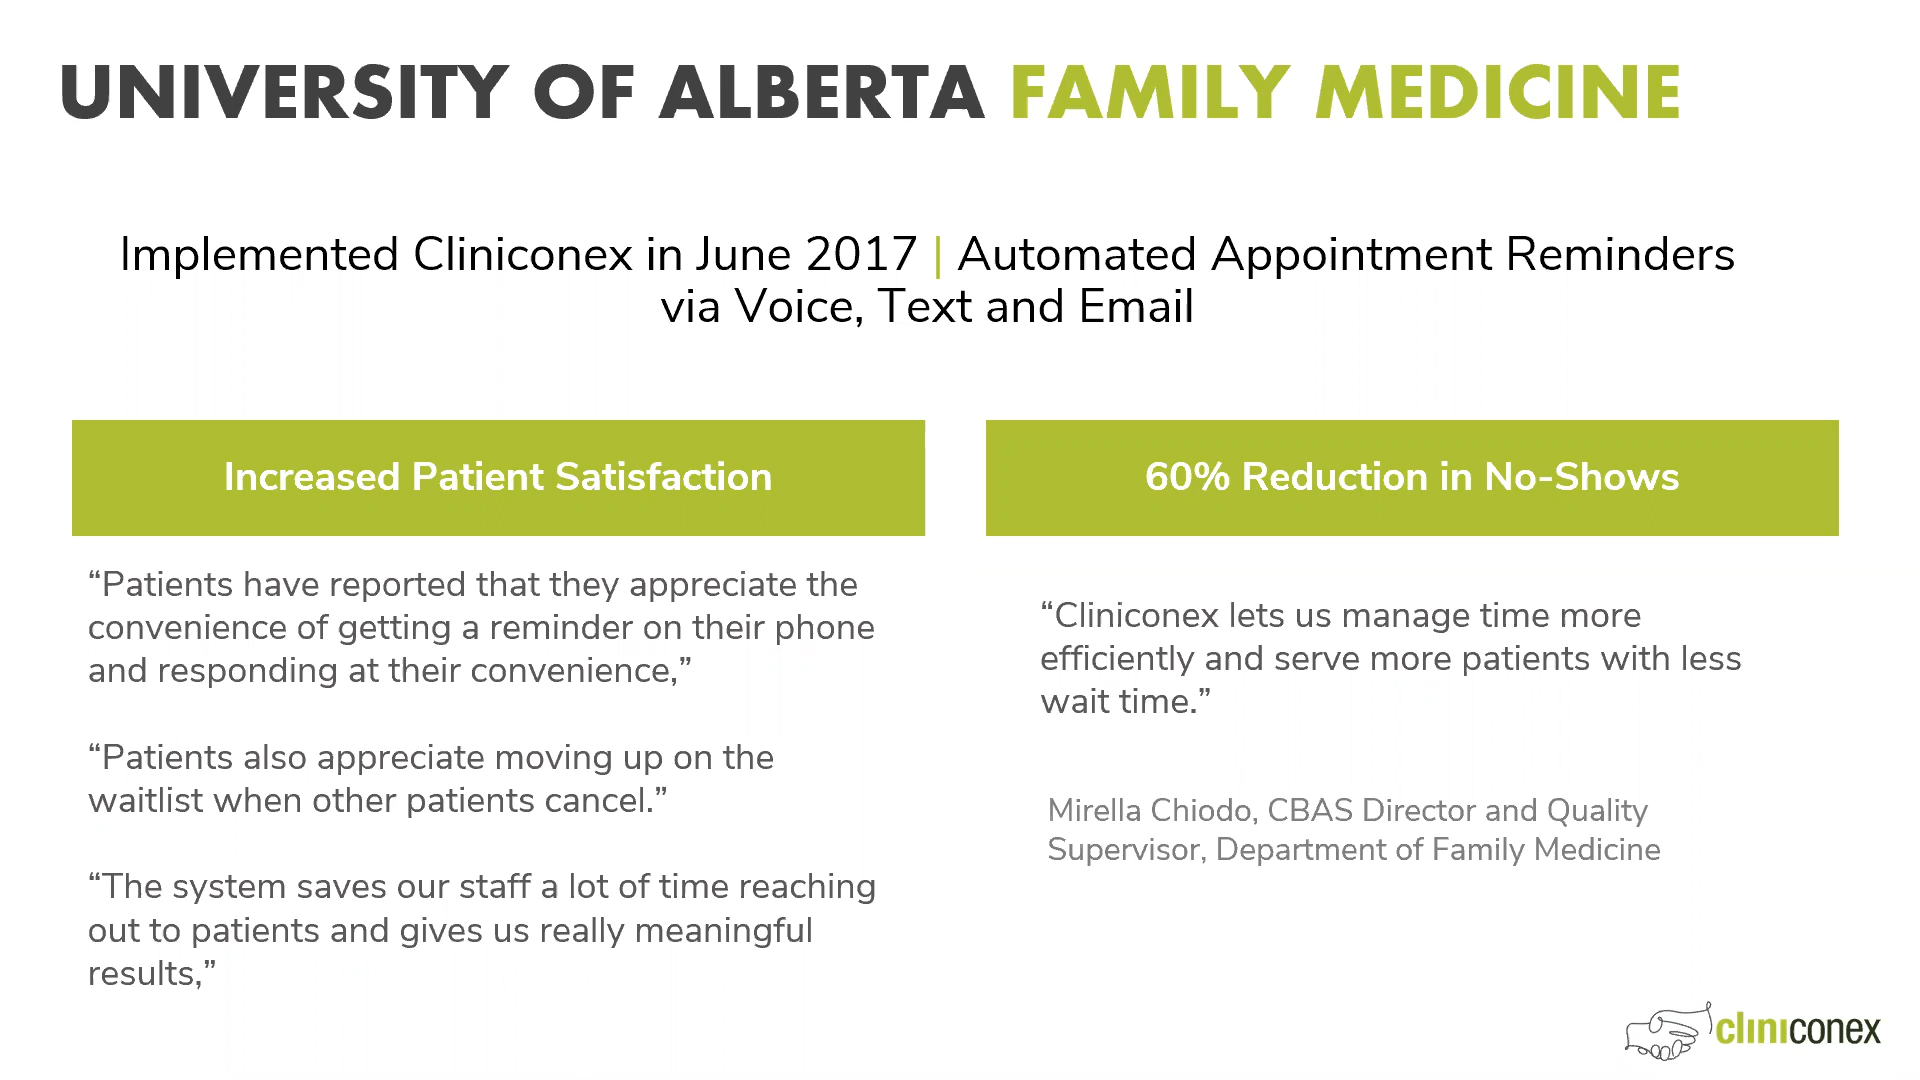 UNIVERSITY OF ALBERTA FAMILY MEDICINE
Implemented Cliniconex in June 2017 | Automated Appointment Reminders
via Voice, Text and Email
Increased Patient Satisfaction
“Patients have reported that they appreciate the
convenience of getting a reminder on their phone
and responding at their convenience,”
“Patients also appreciate moving up on the
waitlist when other patients cancel.”
“The system saves our staff a lot of time reaching
out to patients and gives us really meaningful
results,”
60% Reduction in No-Shows
“Cliniconex lets us manage time more
efficiently and serve more patients with less
wait time.”
Mirella Chiodo, CBAS Director and Quality
Supervisor, Department of Family Medicine
cliniconex